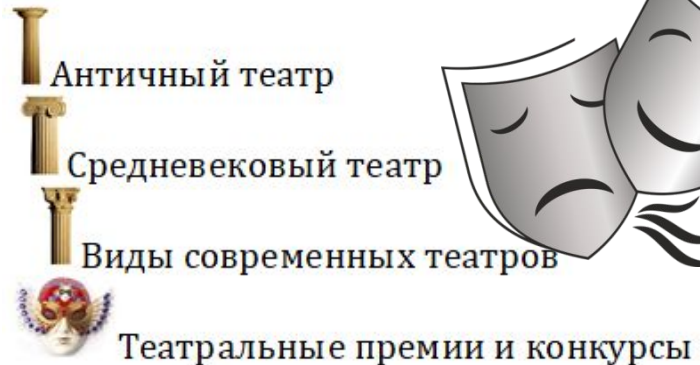 Античный театр
Средневековый театр
Виды современных театров
Театральные премии и конкурсы